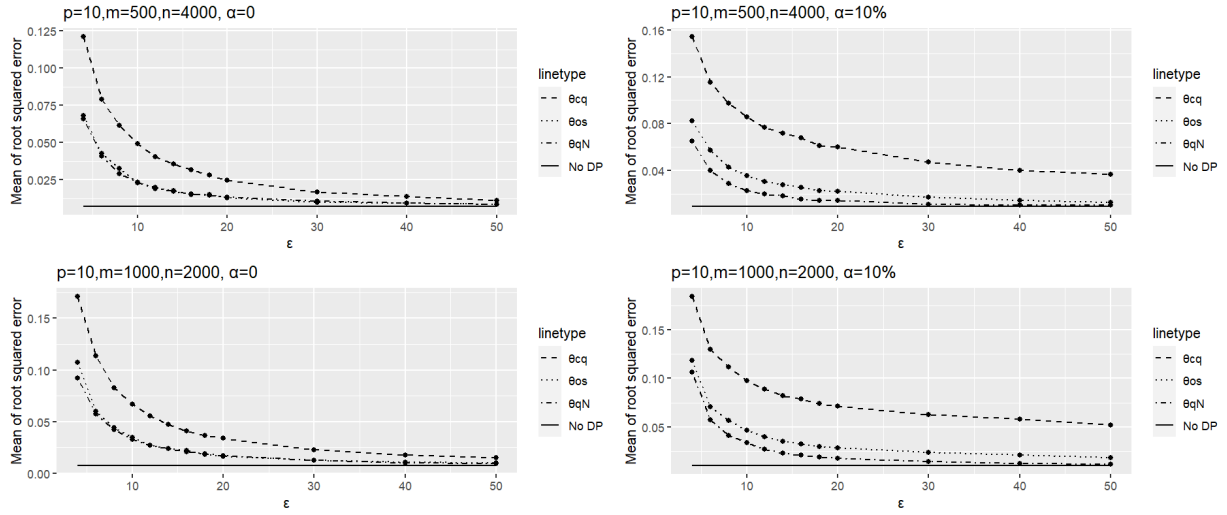 p=10,m=500,n=4000, α=0
Mean of root squared error
0.125
0.100
0.075
0.050
0.025
10
20
30
40
50
ε
linetype
θcq
θos
θqN
No DP
p=10,m=500,n=4000, α=10%
Mean of root squared error
0.16
0.12
0.08
0.04
10
20
30
40
50
ε
linetype
θcq
θos
θqN
No DP
p=10,m=1000,n=2000, α=0
Mean of root squared error
0.15
0.10
0.05
0.00
10
20
30
40
50
ε
linetype
θcq
θos
θqN
No DP
p=10,m=1000,n=2000, α=10%
Mean of root squared error
0.15
0.10
0.05
10
20
30
40
50
ε
linetype
θcq
θos
θqN
No DP